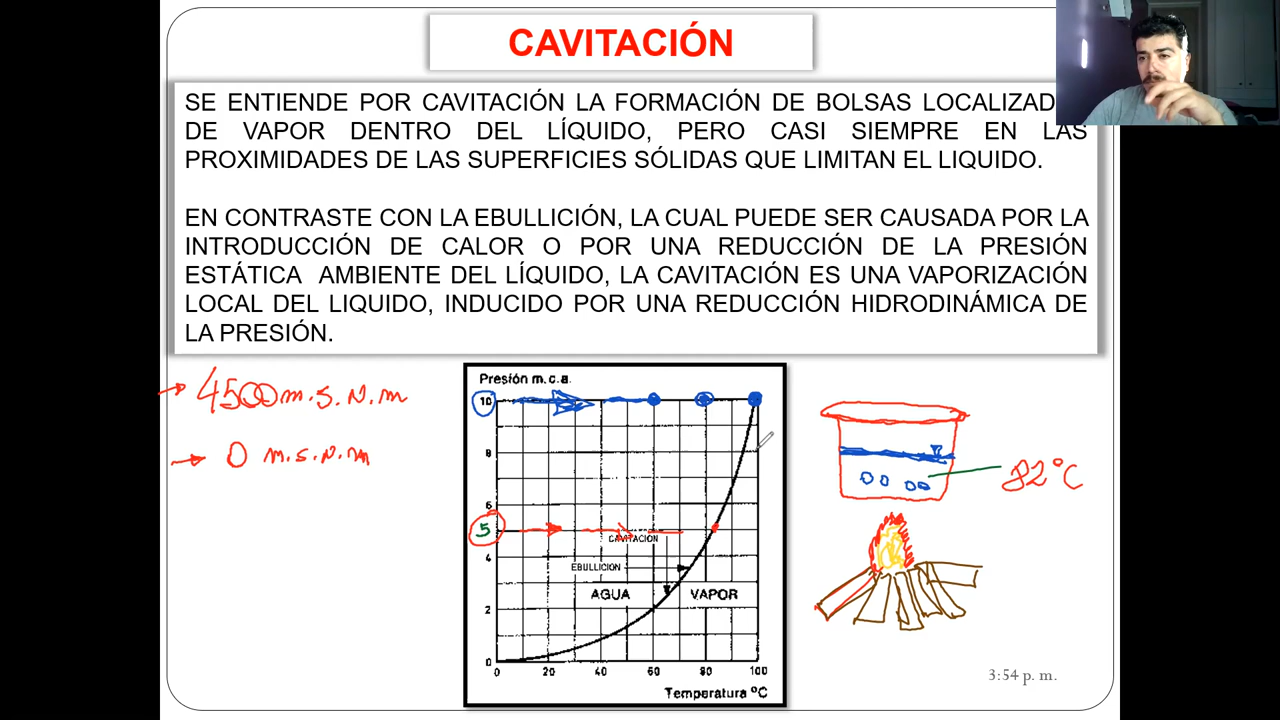 CAVITACIÓN
SE ENTIENDE POR CAVITACIÓN LA FORMACIÓN DE BOLSAS
DE VAPOR DENTRO DEL LÍQUIDO, PERO CASI SIEMPRE EN LAS
PROXIMIDADES DE LAS SUPERFICIES SÓLIDAS QUE LIMITAN EL LIQUIDO.
EN CONTRASTE CON LA EBULLICIÓN, LA CUAL PUEDE SER CAUSADA POR LA
INTRODUCCIÓN DE CALOR O POR UNA REDUCCIÓN DE LA PRESIÓN
ESTÁTICA AMBIENTE DEL LÍQUIDO, LA CAVITACIÓN ES UNA VAPORIZACIÓN
LOCAL DEL LIQUIDO, INDUCIDO POR UNA REDUCCIÓN HIDRODINÁMICA DE
LA PRESIÓN.
4500 m.s.n.m
0 m.s.n.m
Presión m.c.a.
10
8
6
5
4
2
0
CAVITACION
EBULLICION
AGUA VAPOR
0 20 40 60 80 100
Temperatura ºC
82°C
3:54 p. m.